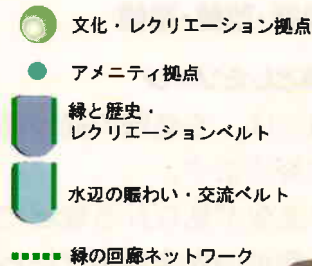 文化・レクリエーション拠点
アメニティ拠点
緑と歴史・
レクリエーションベルト
水辺の賑わい・交流ベルト
緑の回廊ネットワーク